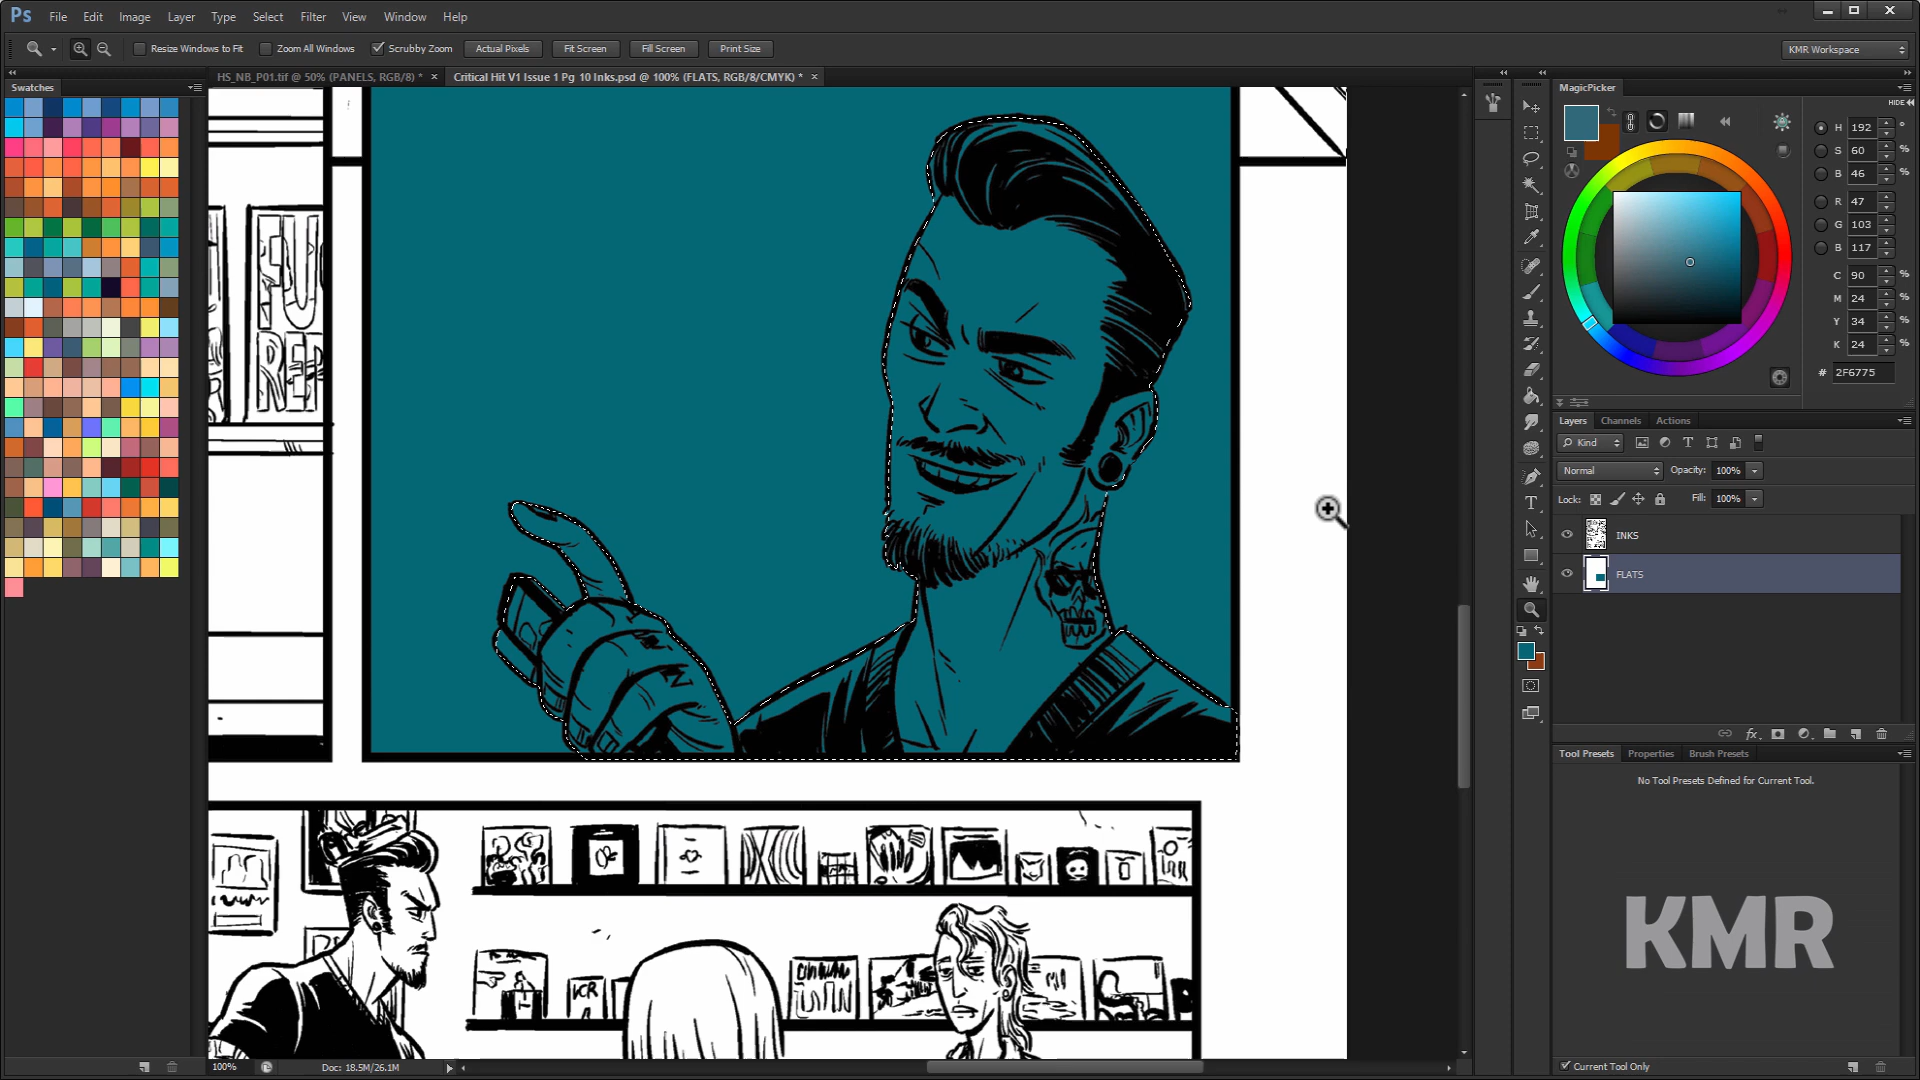 Ps File Edit Image Layer Type Select Filter View Window Help
Resize Windows to Fit Zoom All Windows Scrubby Zoom Actual Pixels Fit Screen Fill Screen Print Size KMR Workspace
Swatches HS_NB_P01.tif @ 50% (PANELS, RGB/8) * × Critical Hit V1 Issue 1 Pg 10 Inks.psd @ 100% (FLATS, RGB/8/CMYK) * × MagicPicker
HIDE
H 192 °
S 60 %
B 46 %
R 47
G 103
B 117
C 90 %
M 24 %
Y 34 %
K 24 %
# 2F6775
Layers Channels Actions
Kind T
Normal Opacity: 100%
Lock: Fill: 100%
INKS
FLATS
fx
Tool Presets Properties Brush Presets
No Tool Presets Defined for Current Tool.
KMR
Current Tool Only
FU
REP
N
VCR
100% Doc: 18.5M/26.1M